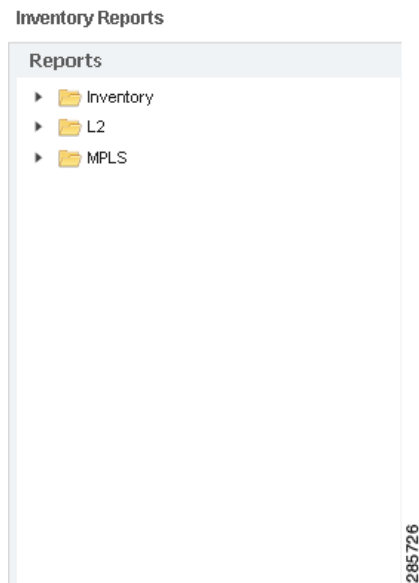 Inventory Reports
Reports
Inventory
L2
MPLS
285726